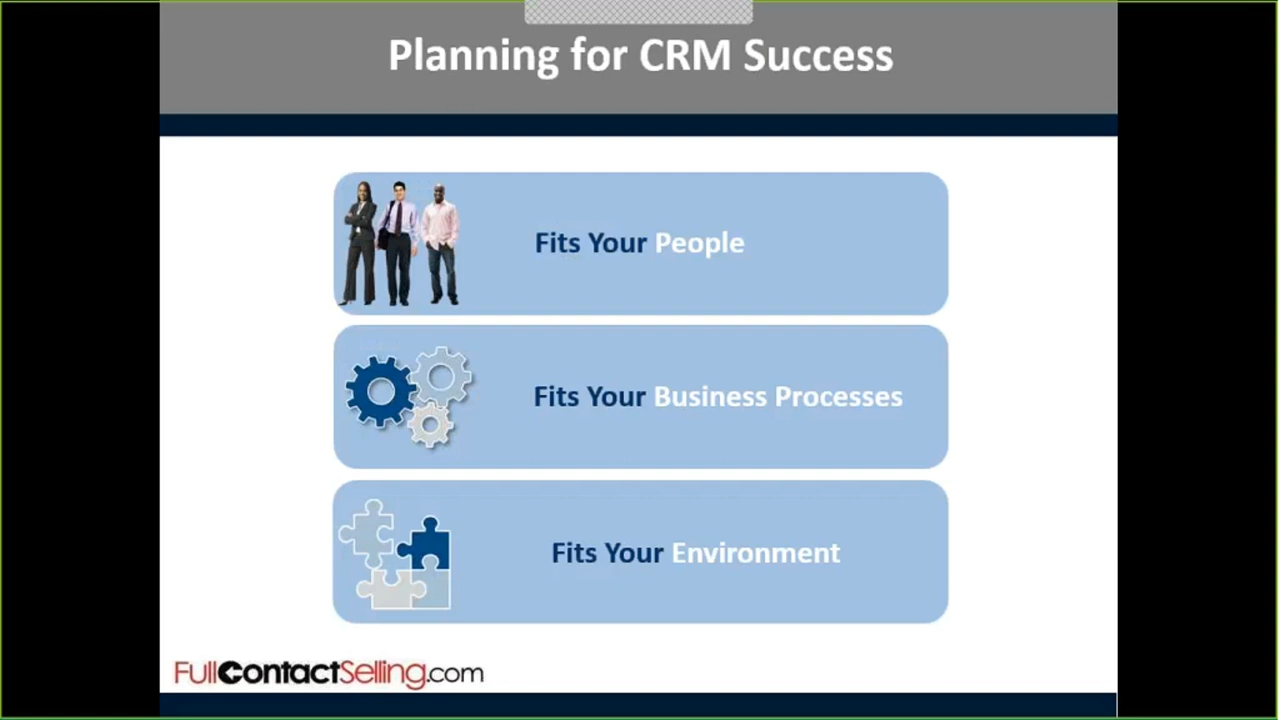 Planning for CRM Success
Fits Your People
Fits Your Business Processes
Fits Your Environment
FullContactSelling.com